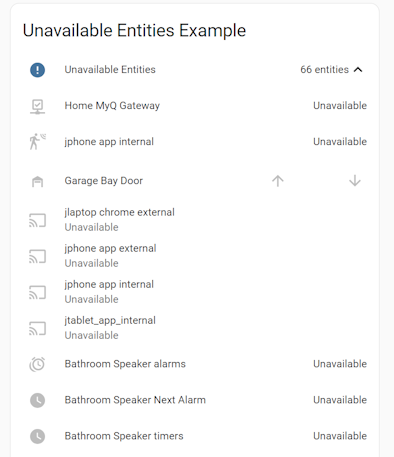 Unavailable Entities Example
Unavailable Entities 66 entities
Home MyQ Gateway Unavailable
jphone app internal Unavailable
Garage Bay Door
jlaptop chrome external
Unavailable
jphone app external
Unavailable
jphone app internal
Unavailable
jtablet_app_internal
Unavailable
Bathroom Speaker alarms Unavailable
Bathroom Speaker Next Alarm Unavailable
Bathroom Speaker timers Unavailable